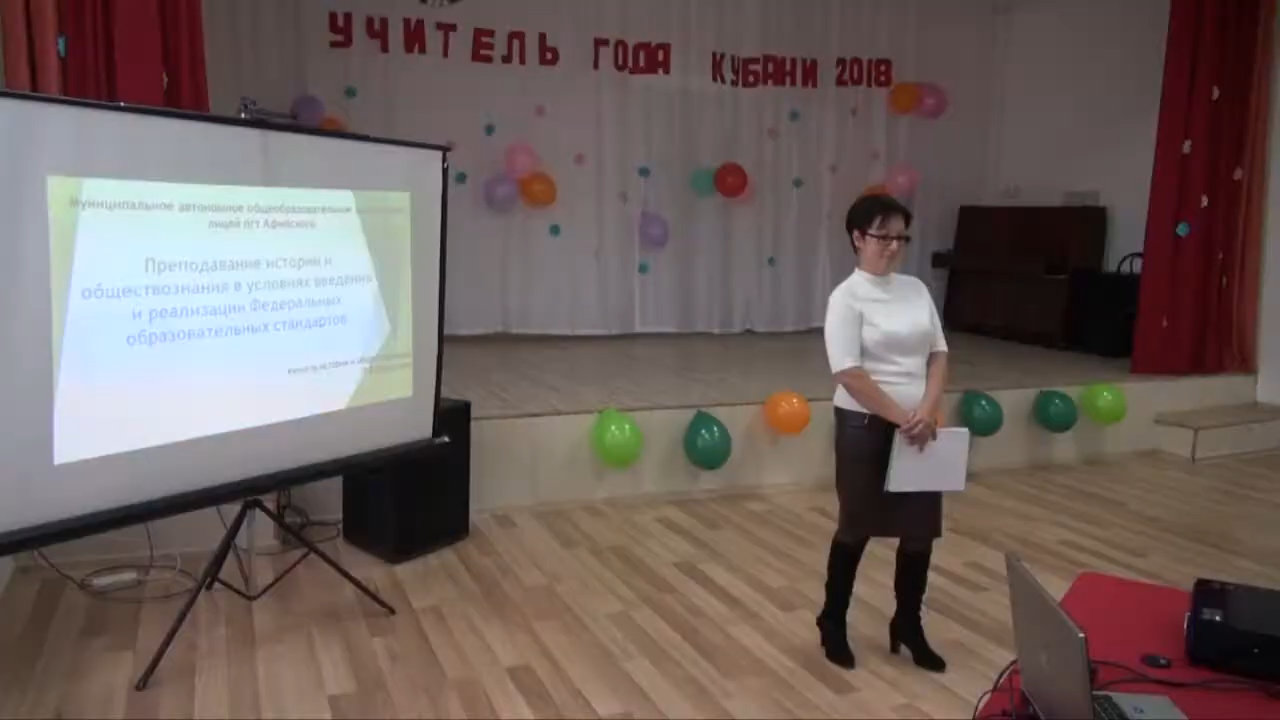 УЧИТЕЛЬ ГОДА КУБАНИ 2018
Муниципальное автономное общеобразовательное
лицей пгт Афипского
Преподавание истории и
обществознания в условиях введения
и реализации Федеральных
образовательных стандартов